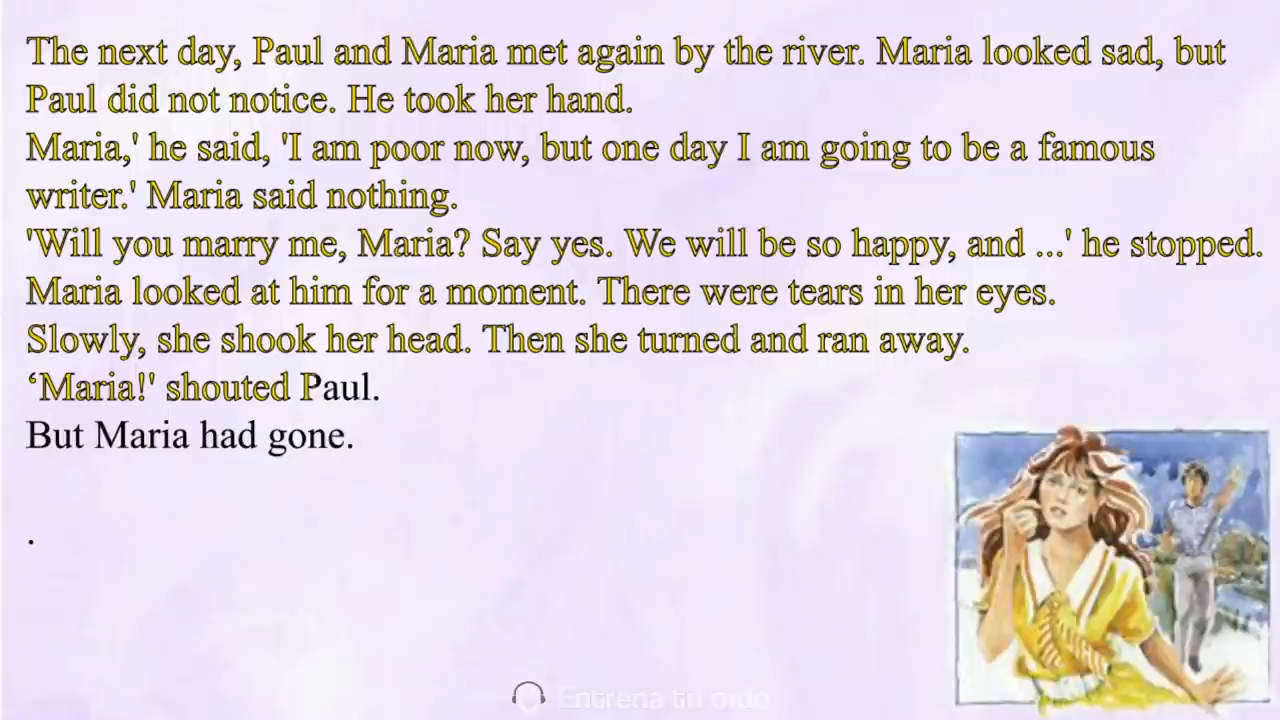 The next day, Paul and Maria met again by the river. Maria looked sad, but
Paul did not notice. He took her hand.
Maria,' he said, 'I am poor now, but one day I am going to be a famous
writer.' Maria said nothing.
'Will you marry me, Maria? Say yes. We will be so happy, and ...' he stopped.
Maria looked at him for a moment. There were tears in her eyes.
Slowly, she shook her head. Then she turned and ran away.
‘Maria!' shouted Paul.
But Maria had gone.
.
Entrena tu oido